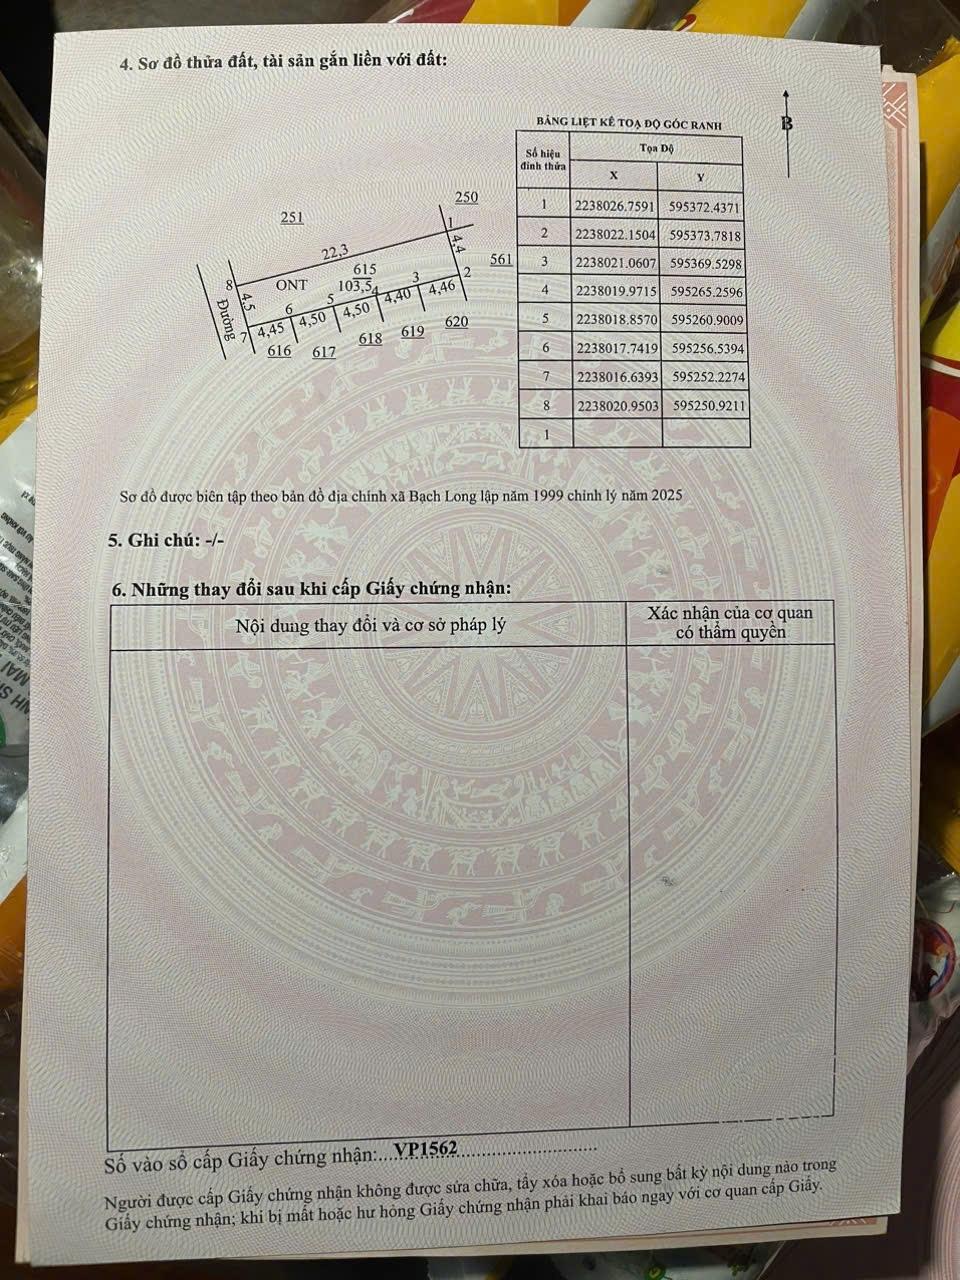 4. Sơ đồ thửa đất, tài sản gắn liền với đất:
BẢNG LIỆT KÊ TOẠ ĐỘ GÓC RANH
B
Số hiệu đỉnh thửa
Tọa Độ
X Y
1 2238026.7591 595372.4371
2 2238022.1504 595373.7818
3 2238021.0607 595369.5298
4 2238019.9715 595265.2596
5 2238018.8570 595260.9009
6 2238017.7419 595256.5394
7 2238016.6393 595252.2274
8 2238020.9503 595250.9211
1
250
251
1
22,3
4,4
561
615
103,5
ONT
8
4,5
Đường
7
6
5
4
3
2
4,45
4,50
4,50
4,40
4,46
616
617
618
619
620
Sơ đồ được biên tập theo bản đồ địa chính xã Bạch Long lập năm 1999 chỉnh lý năm 2025
5. Ghi chú: -/-
6. Những thay đổi sau khi cấp Giấy chứng nhận:
Nội dung thay đổi và cơ sở pháp lý
Xác nhận của cơ quan
có thẩm quyền
Số vào sổ cấp Giấy chứng nhận:...VP1562
Người được cấp Giấy chứng nhận không được sửa chữa, tẩy xóa hoặc bổ sung bất kỳ nội dung nào trong
Giấy chứng nhận; khi bị mất hoặc hư hỏng Giấy chứng nhận phải khai báo ngay với cơ quan cấp Giấy.